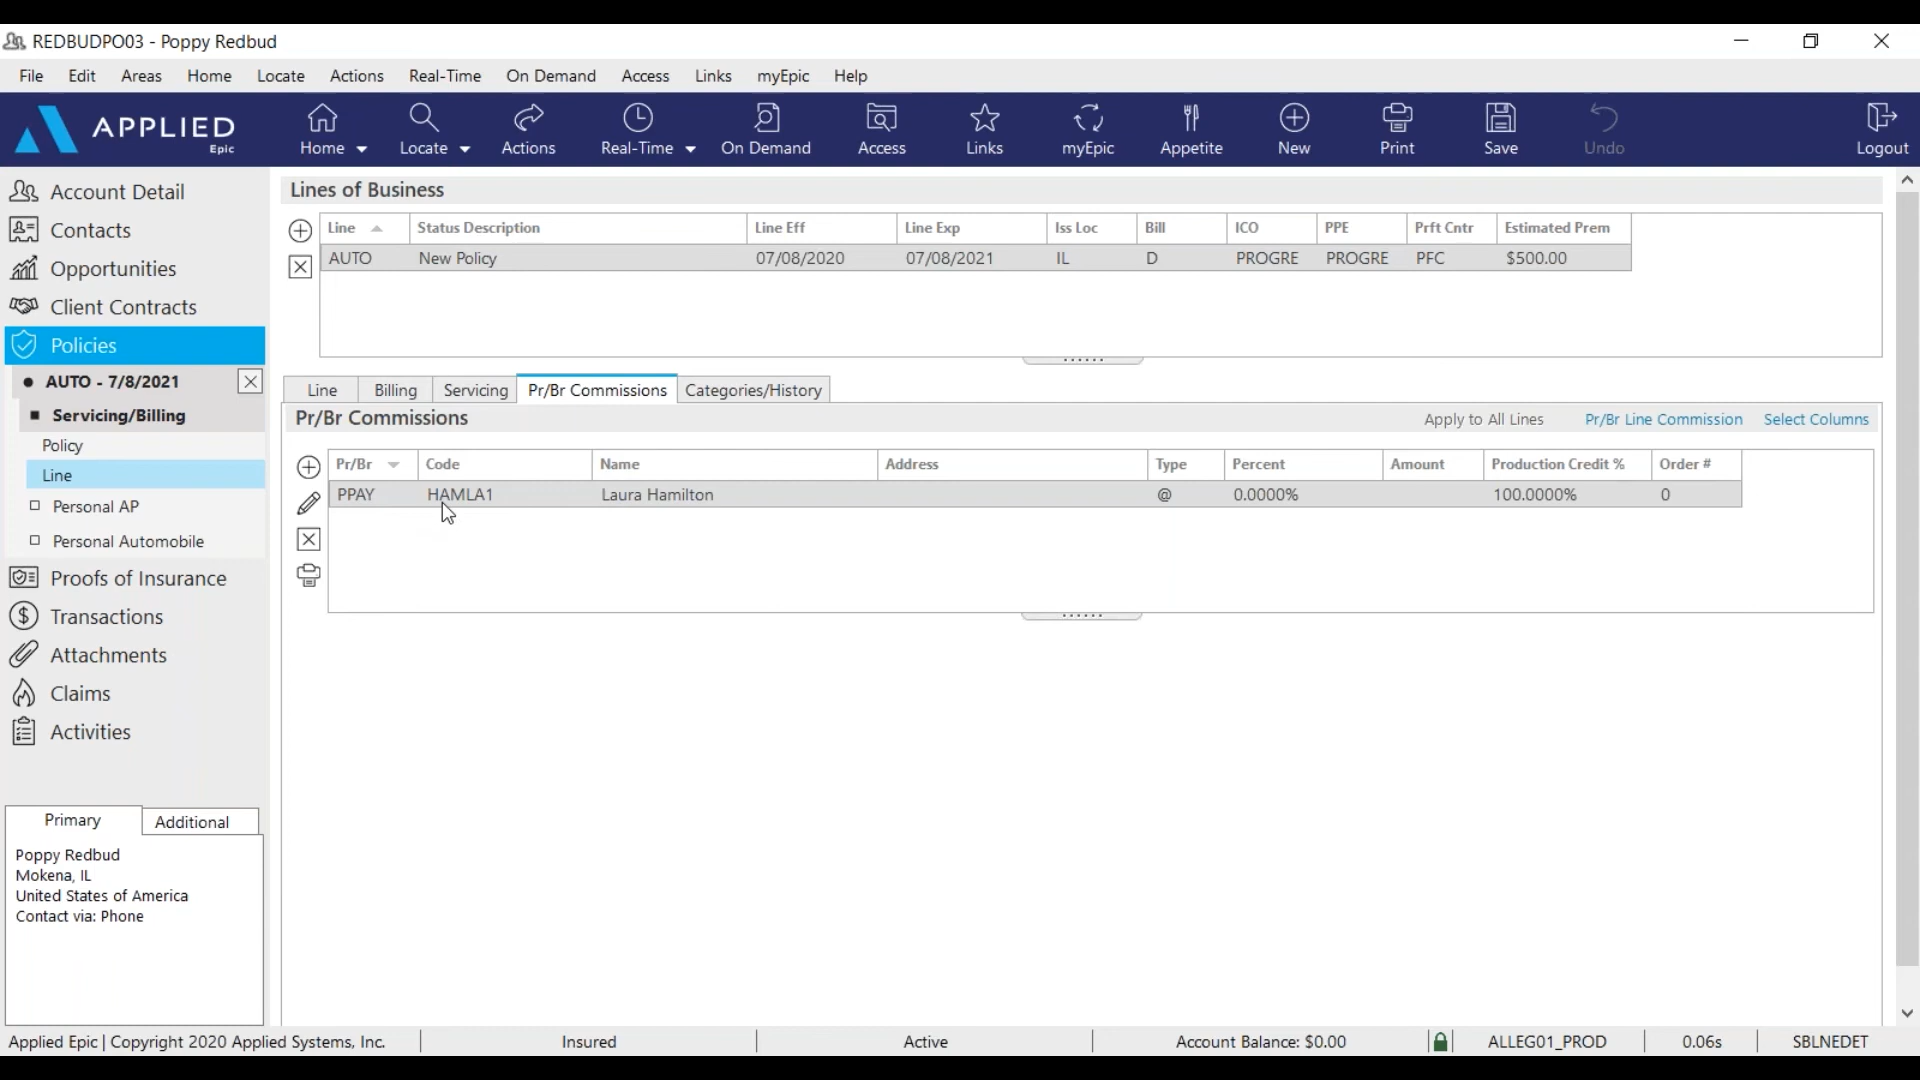 REDBUDPO03 - Poppy Redbud
File Edit Areas Home Locate Actions Real-Time On Demand Access Links myEpic Help
APPLIED
Epic
Home Locate Actions Real-Time On Demand Access Links myEpic Appetite New Print Save Undo Logout
Account Detail
Contacts
Opportunities
Client Contracts
Policies
AUTO - 7/8/2021
Servicing/Billing
Policy
Line
Personal AP
Personal Automobile
Proofs of Insurance
Transactions
Attachments
Claims
Activities
Primary Additional
Poppy Redbud
Mokena, IL
United States of America
Contact via: Phone
Lines of Business
Line Status Description Line Eff Line Exp Iss Loc Bill ICO PPE Prft Cntr Estimated Prem
AUTO New Policy 07/08/2020 07/08/2021 IL D PROGRE PROGRE PFC $500.00
Line Billing Servicing Pr/Br Commissions Categories/History
Pr/Br Commissions Apply to All Lines Pr/Br Line Commission Select Columns
Pr/Br Code Name Address Type Percent Amount Production Credit % Order #
PPAY HAMLA1 Laura Hamilton @ 0.0000% 100.0000% 0
Applied Epic | Copyright 2020 Applied Systems, Inc. Insured Active Account Balance: $0.00 ALLEG01_PROD 0.06s SBLNEDET